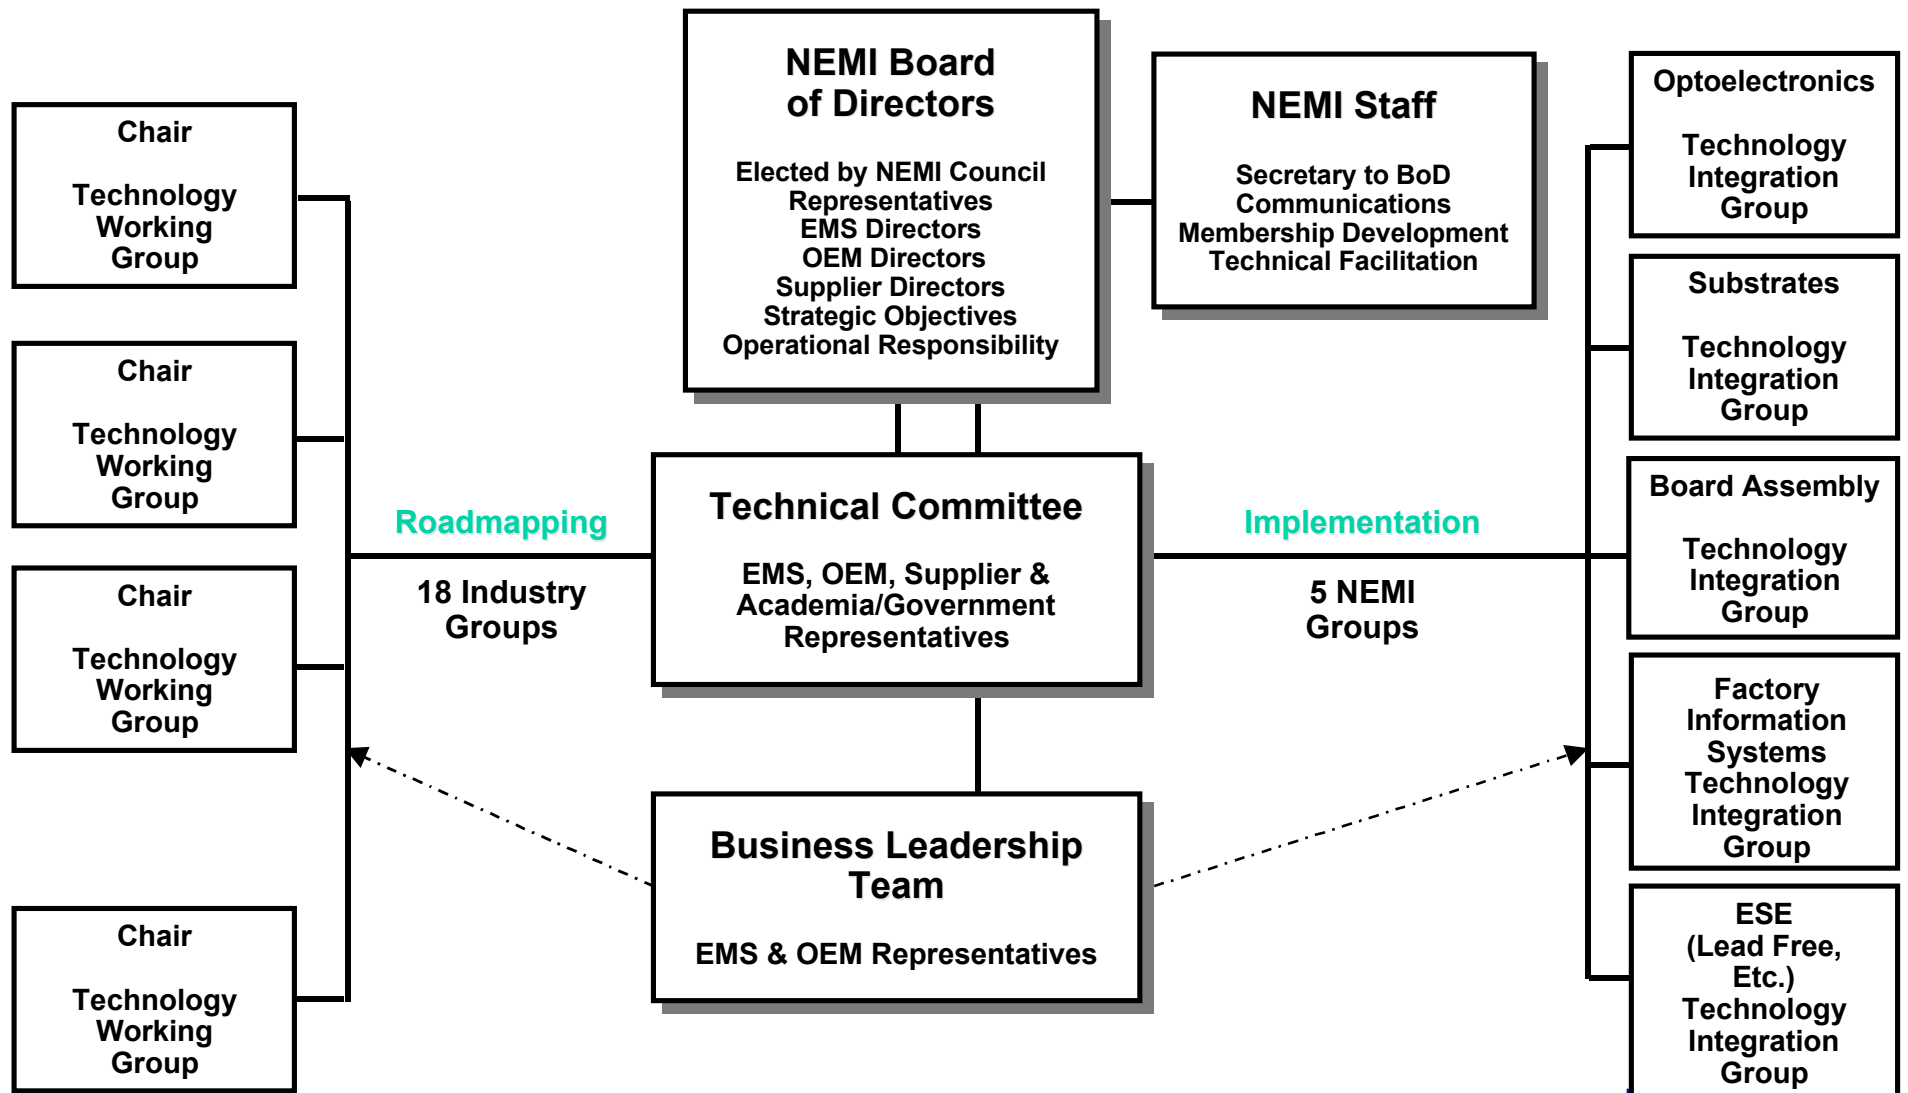 NEMI Board
of Directors
Elected by NEMI Council
Representatives
EMS Directors
OEM Directors
Supplier Directors
Strategic Objectives
Operational Responsibility
NEMI Staff
Secretary to BoD
Communications
Membership Development
Technical Facilitation
Chair
Technology
Working
Group
Chair
Technology
Working
Group
Chair
Technology
Working
Group
Chair
Technology
Working
Group
Roadmapping
18 Industry
Groups
Technical Committee
EMS, OEM, Supplier &
Academia/Government
Representatives
Implementation
5 NEMI
Groups
Business Leadership
Team
EMS & OEM Representatives
Optoelectronics
Technology
Integration
Group
Substrates
Technology
Integration
Group
Board Assembly
Technology
Integration
Group
Factory
Information
Systems
Technology
Integration
Group
ESE
(Lead Free,
Etc.)
Technology
Integration
Group